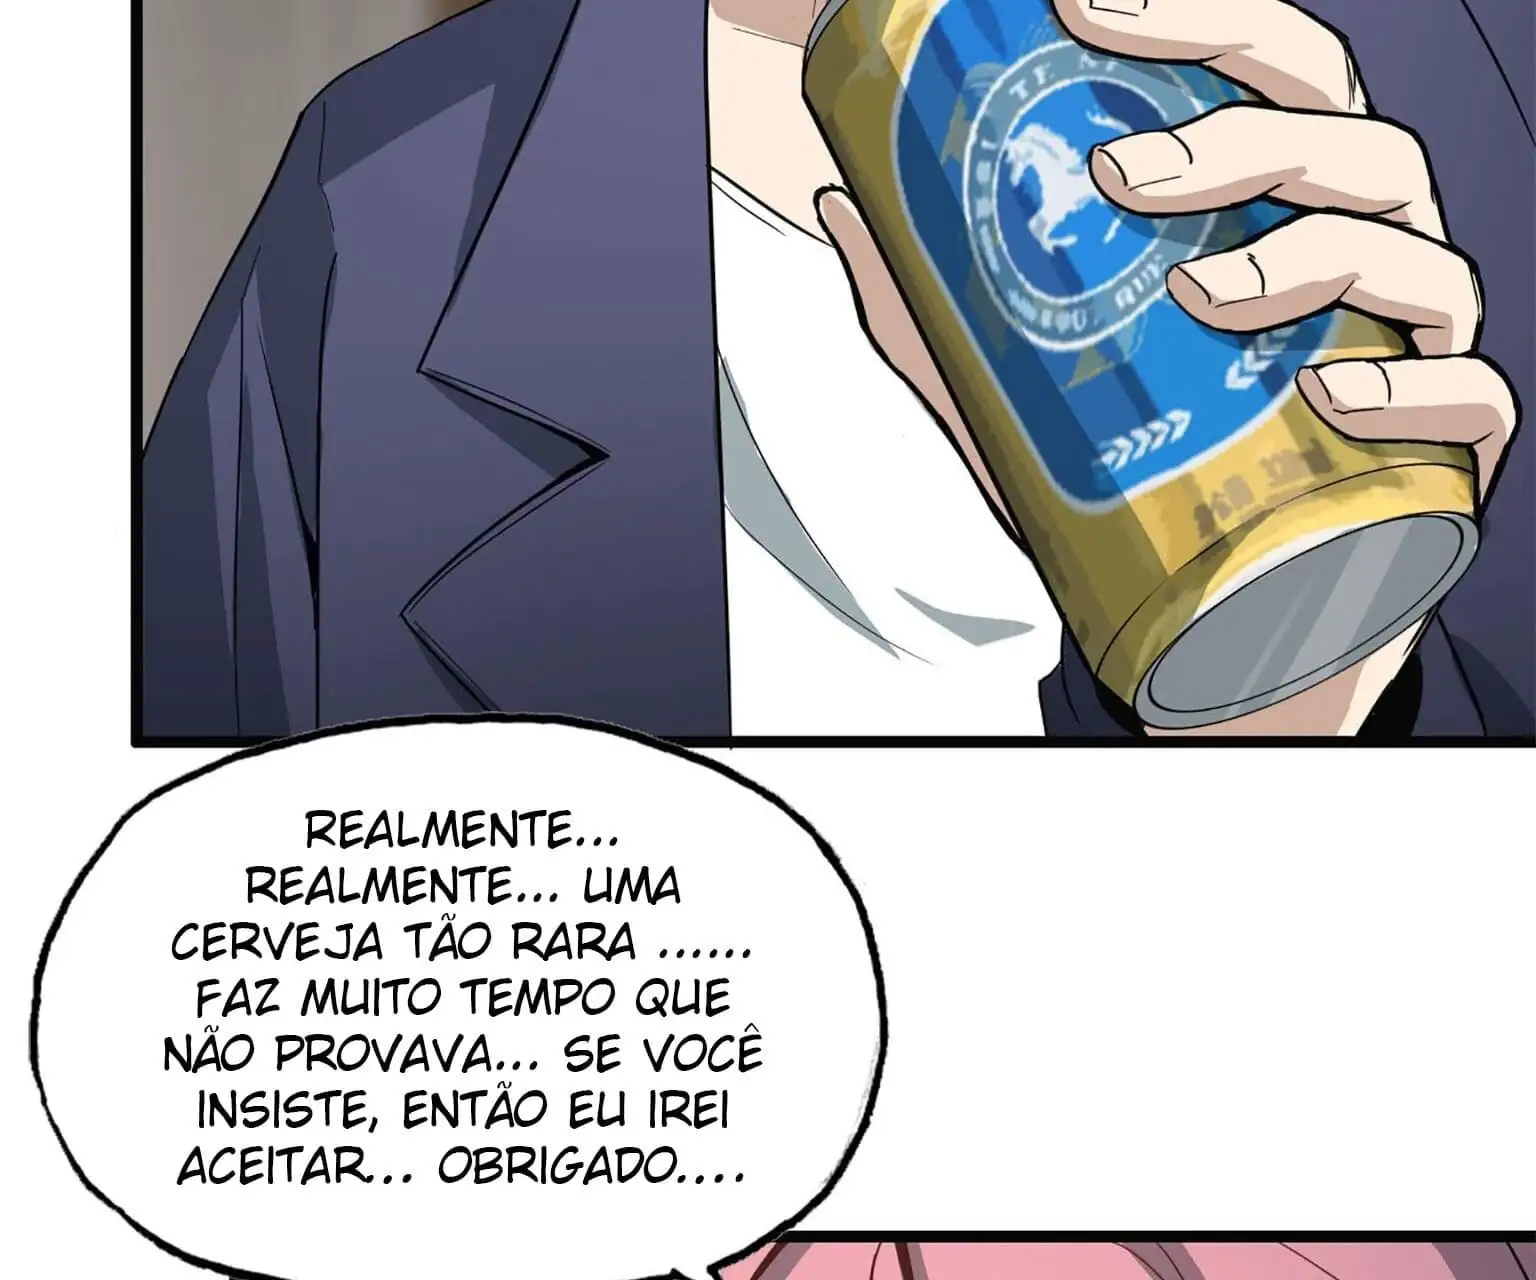 REALMENTE...
REALMENTE... UMA
CERVEJA TÃO RARA ......
FAZ MUITO TEMPO QUE
NÃO PROVAVA... SE VOCÊ
INSISTE, ENTÃO EU IREI
ACEITAR... OBRIGADO....